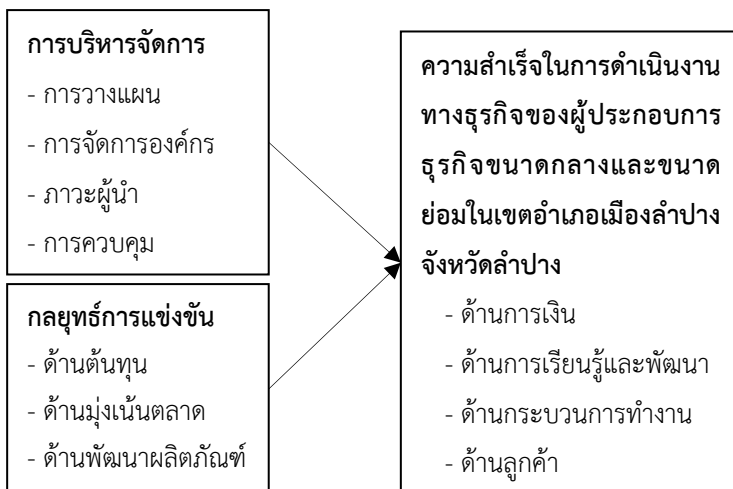 การบริหารจัดการ
- การวางแผน
- การจัดการองค์กร
- ภาวะผู้นำ
- การควบคุม
กลยุทธ์การแข่งขัน
- ด้านต้นทุน
- ด้านมุ่งเน้นตลาด
- ด้านพัฒนาผลิตภัณฑ์
ความสำเร็จในการดำเนินงาน
ทางธุรกิจของผู้ประกอบการ
ธุรกิจขนาดกลางและขนาด
ย่อมในเขตอำเภอเมืองลำปาง
จังหวัดลำปาง
- ด้านการเงิน
- ด้านการเรียนรู้และพัฒนา
- ด้านกระบวนการทำงาน
- ด้านลูกค้า